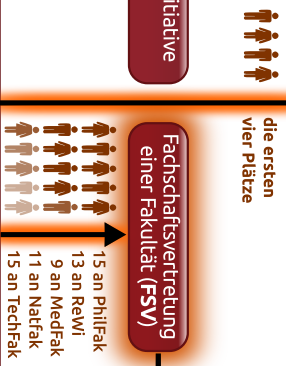 itiative
die ersten
vier Plätze
Fachschaftsvertretung
einer Fakultät (FSV)
15 an PhilFak
13 an ReWi
9 an MedFak
11 an Natfak
15 an TechFak